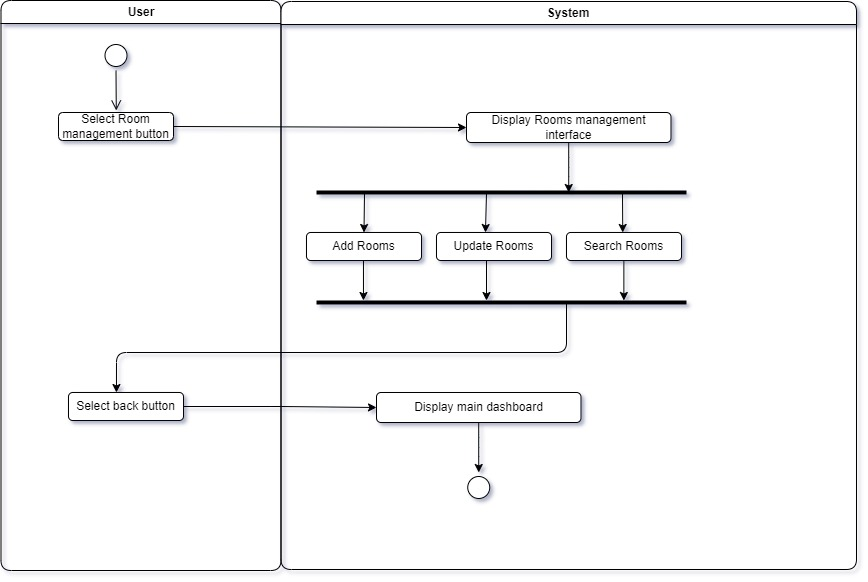 User
System
Select Room
management button
Display Rooms management
interface
Add Rooms
Update Rooms
Search Rooms
Select back button
Display main dashboard